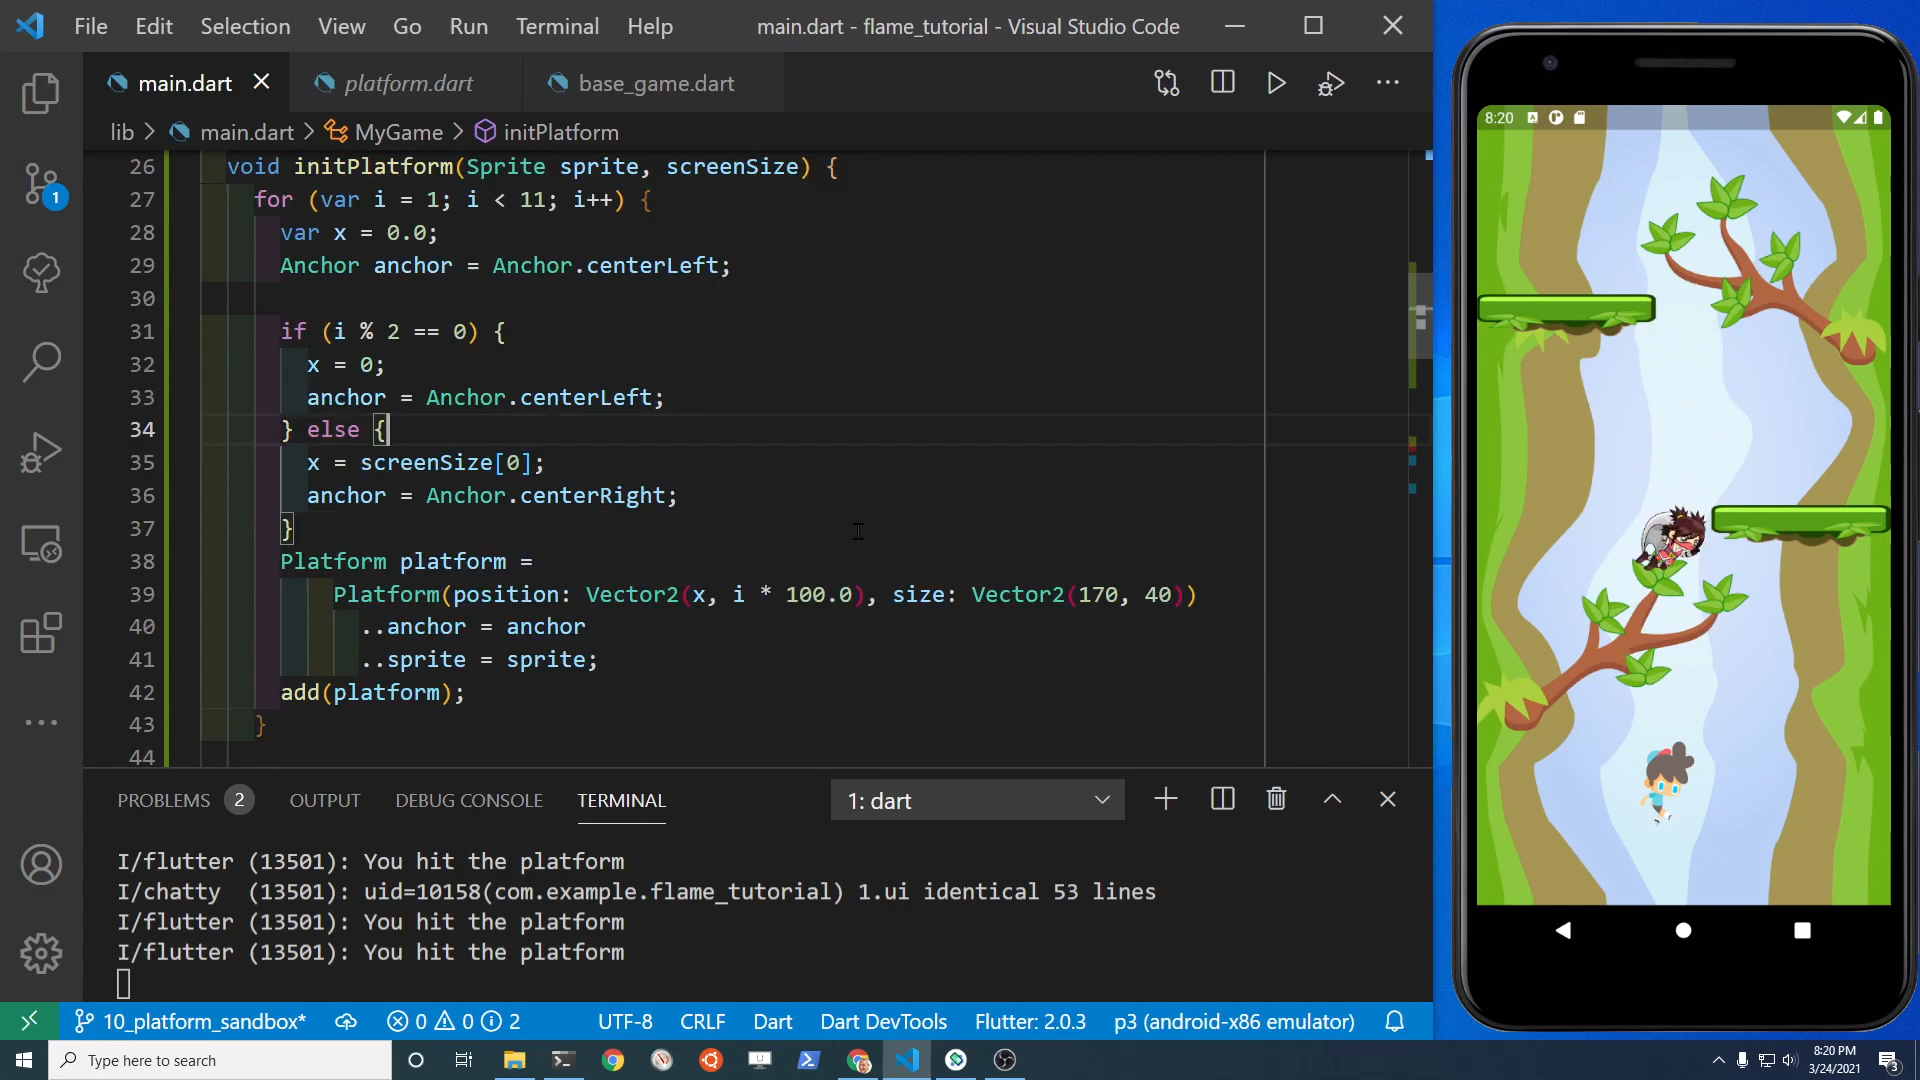 File Edit Selection View Go Run Terminal Help main.dart - flame_tutorial - Visual Studio Code
main.dart platform.dart base_game.dart
lib > main.dart > MyGame > initPlatform
26 void initPlatform(Sprite sprite, screenSize) {
27 for (var i = 1; i < 11; i++) {
28 var x = 0.0;
29 Anchor anchor = Anchor.centerLeft;
30
31 if (i % 2 == 0) {
32 x = 0;
33 anchor = Anchor.centerLeft;
34 } else {
35 x = screenSize[0];
36 anchor = Anchor.centerRight;
37 }
38 Platform platform =
39 Platform(position: Vector2(x, i * 100.0), size: Vector2(170, 40))
40 ..anchor = anchor
41 ..sprite = sprite;
42 add(platform);
43 }
44
PROBLEMS 2 OUTPUT DEBUG CONSOLE TERMINAL 1: dart
I/flutter (13501): You hit the platform
I/chatty  (13501): uid=10158(com.example.flame_tutorial) 1.ui identical 53 lines
I/flutter (13501): You hit the platform
I/flutter (13501): You hit the platform
1
10_platform_sandbox* 0 0 2 UTF-8 CRLF Dart Dart DevTools Flutter: 2.0.3 p3 (android-x86 emulator)
Type here to search
8:20 PM
3/24/2021
3
8:20